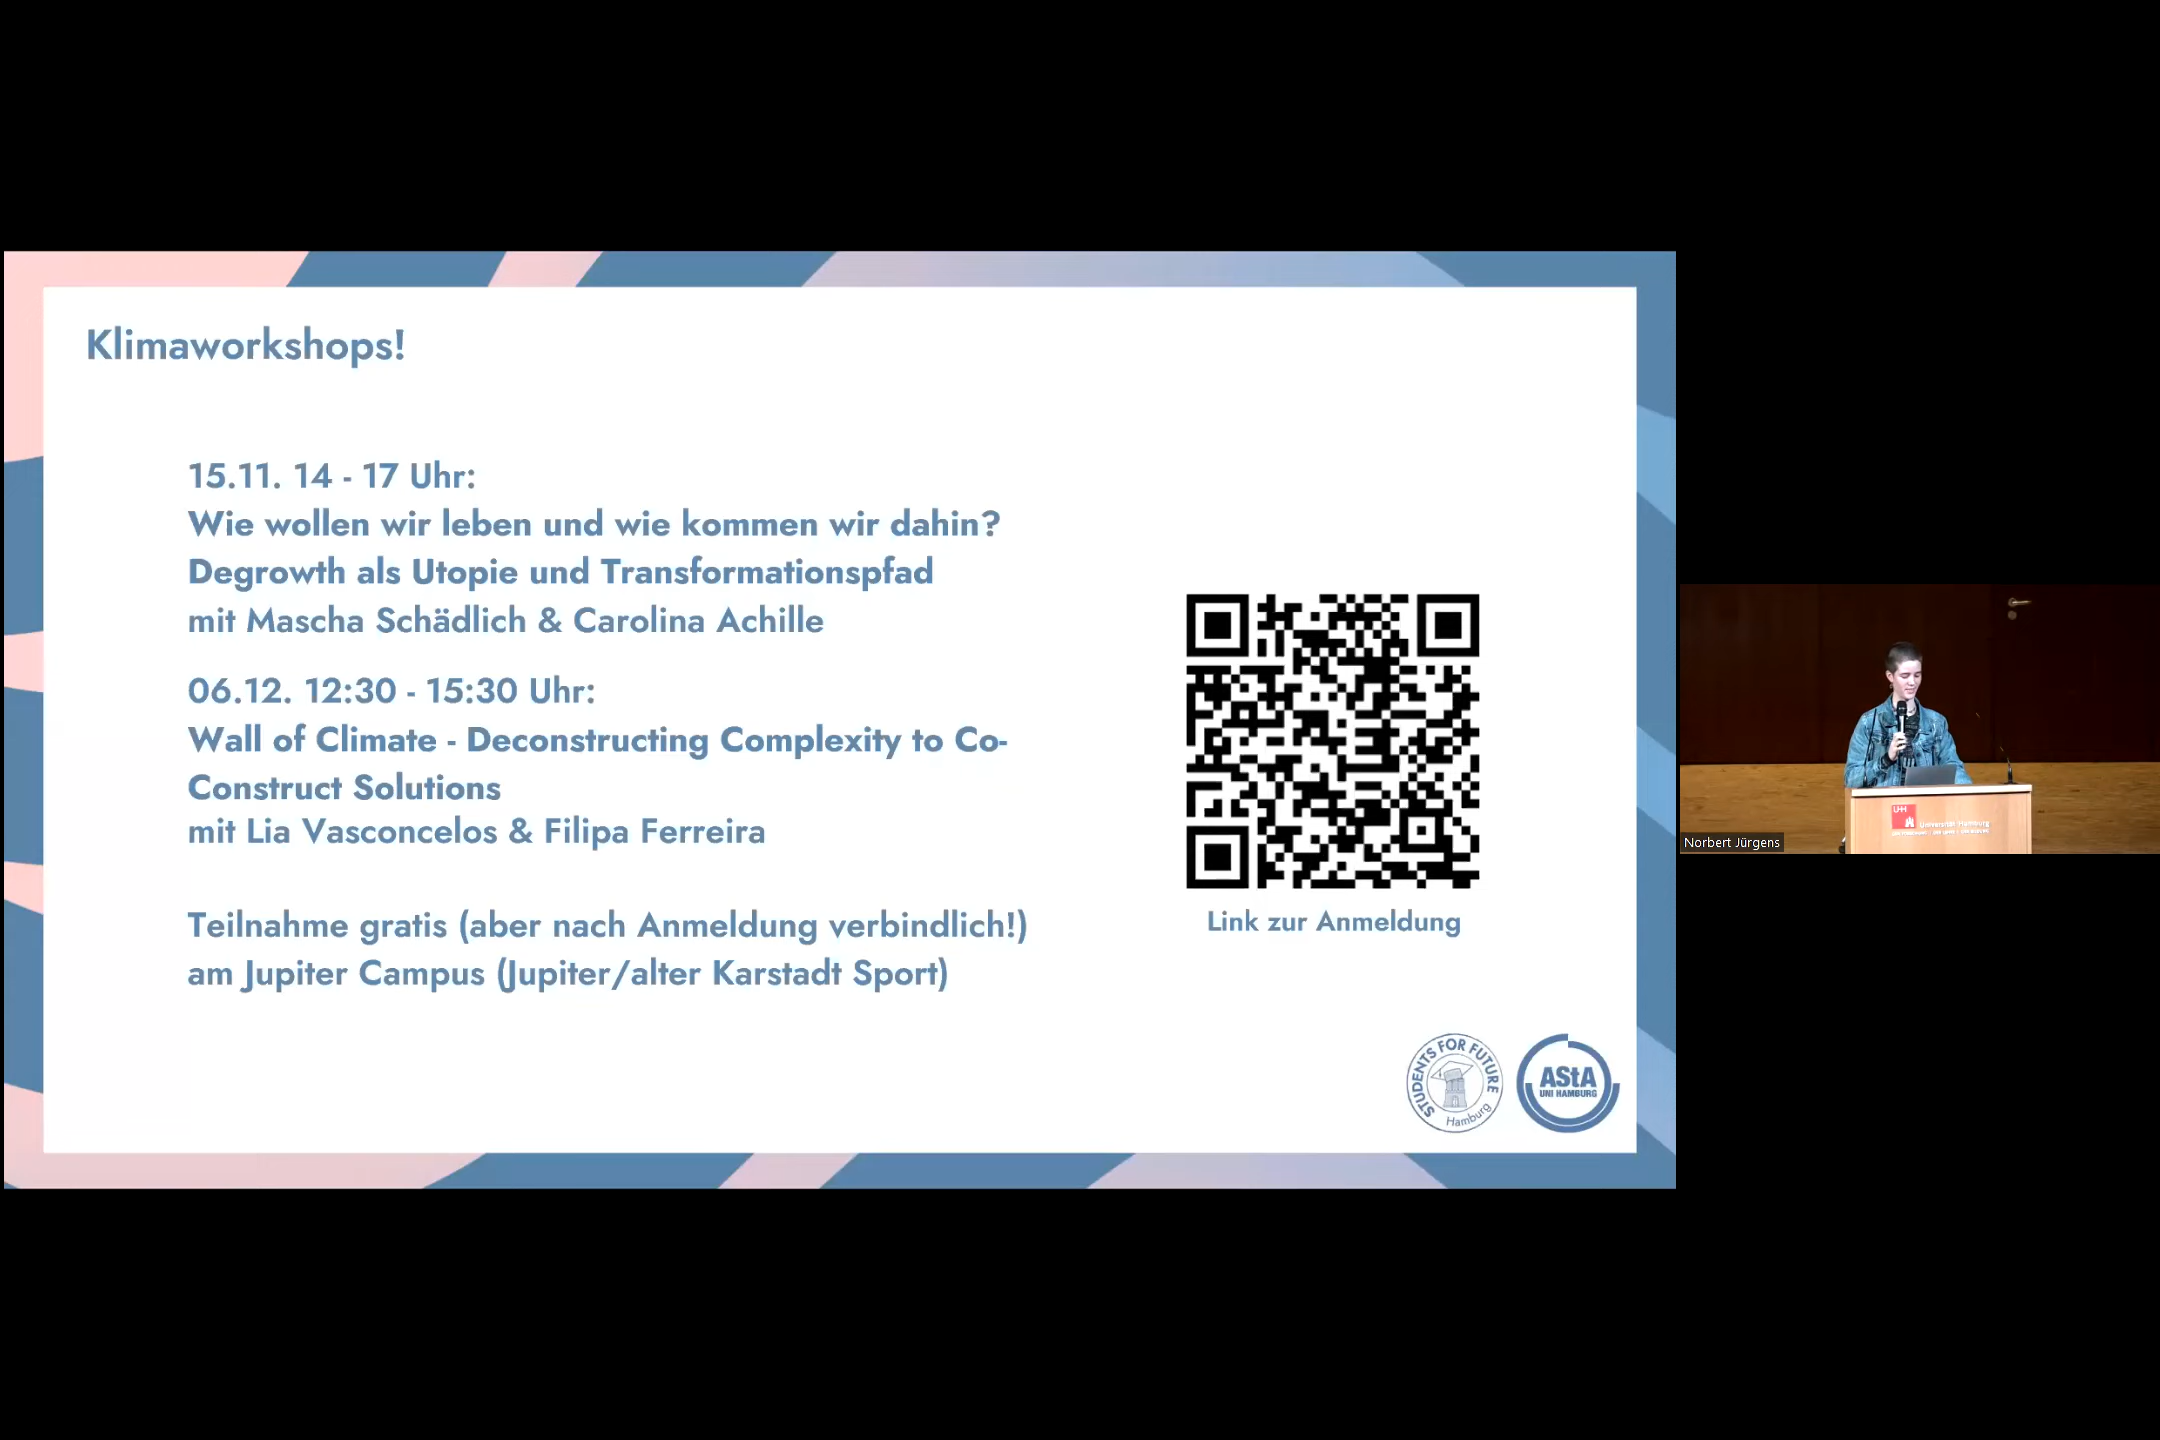 Klimaworkshops!
15.11. 14 - 17 Uhr:
Wie wollen wir leben und wie kommen wir dahin?
Degrowth als Utopie und Transformationspfad
mit Mascha Schädlich & Carolina Achille
06.12. 12:30 - 15:30 Uhr:
Wall of Climate - Deconstructing Complexity to Co-
Construct Solutions
mit Lia Vasconcelos & Filipa Ferreira
Teilnahme gratis (aber nach Anmeldung verbindlich!)
am Jupiter Campus (Jupiter/alter Karstadt Sport)
Link zur Anmeldung
STUDENTS FOR FUTURE
Hamburg
AStA
UNI HAMBURG
UHH
Universität Hamburg
Norbert Jürgens